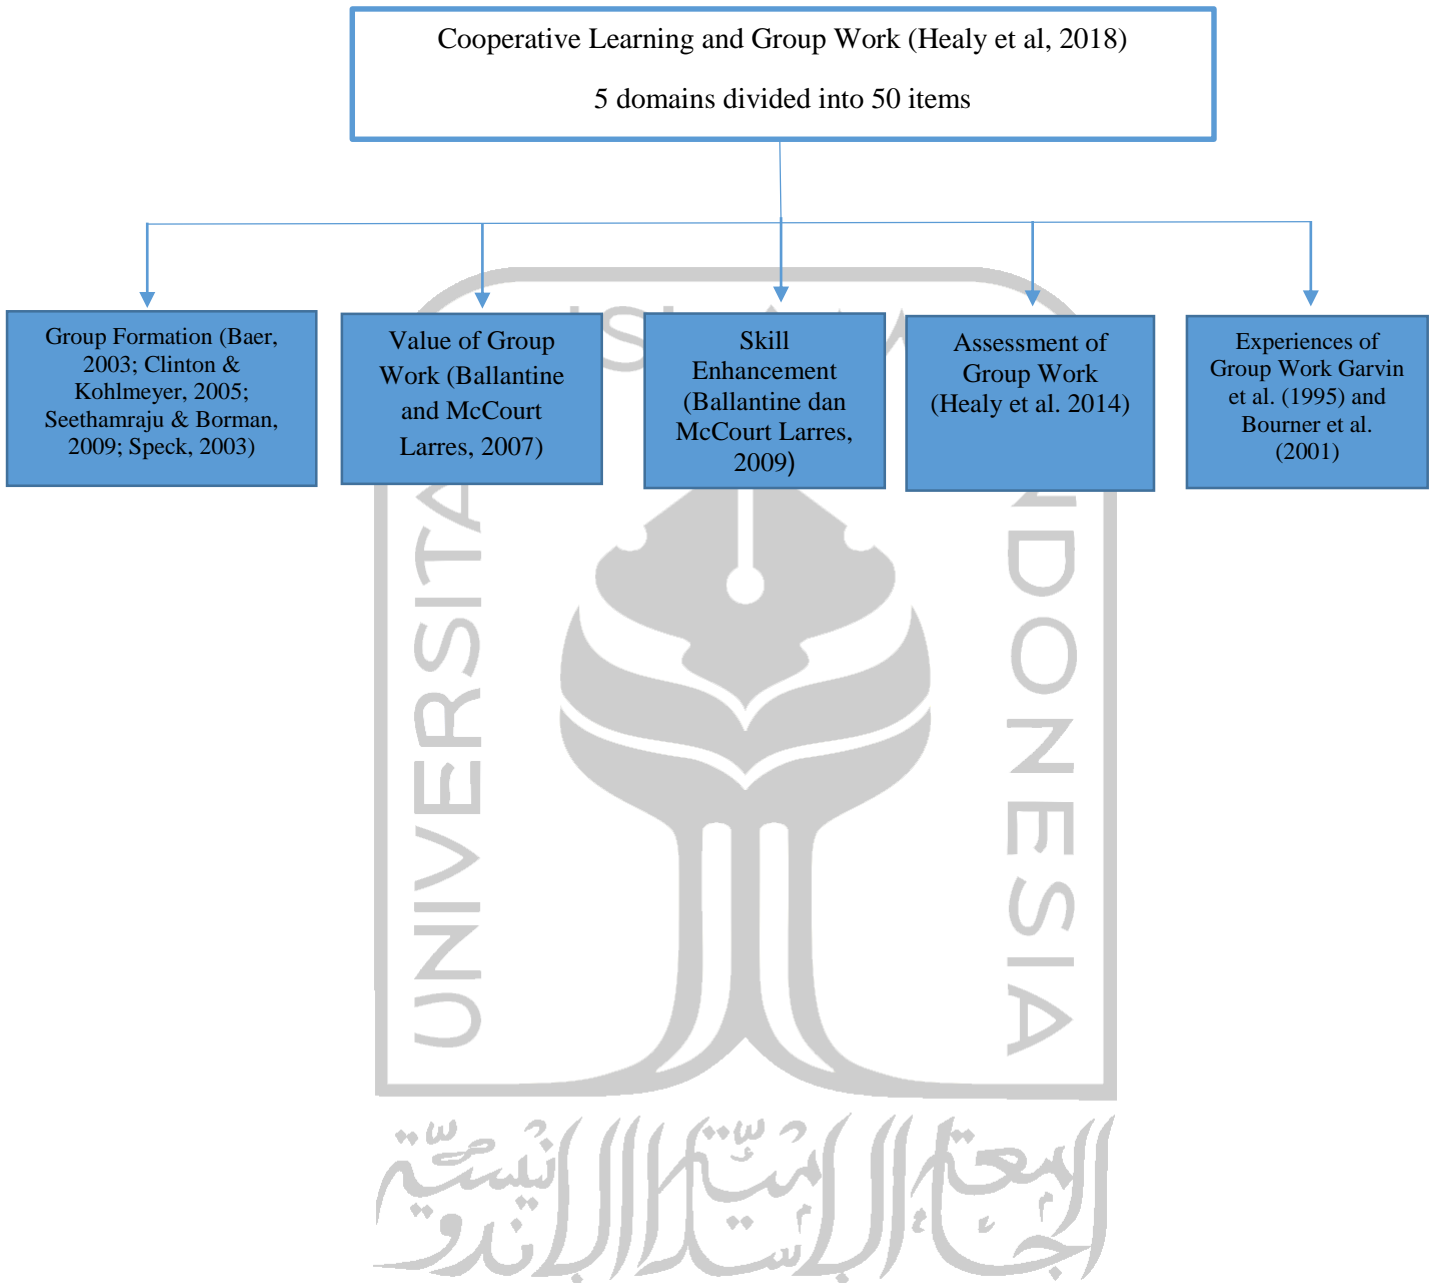 Cooperative Learning and Group Work (Healy et al, 2018)
5 domains divided into 50 items
Group Formation (Baer,
2003; Clinton &
Kohlmeyer, 2005;
Seethamraju & Borman,
2009; Speck, 2003)
Value of Group
Work (Ballantine
and McCourt
Larres, 2007)
Skill
Enhancement
(Ballantine dan
McCourt Larres,
2009)
Assessment of
Group Work
(Healy et al. 2014)
Experiences of
Group Work Garvin
et al. (1995) and
Bourner et al.
(2001)